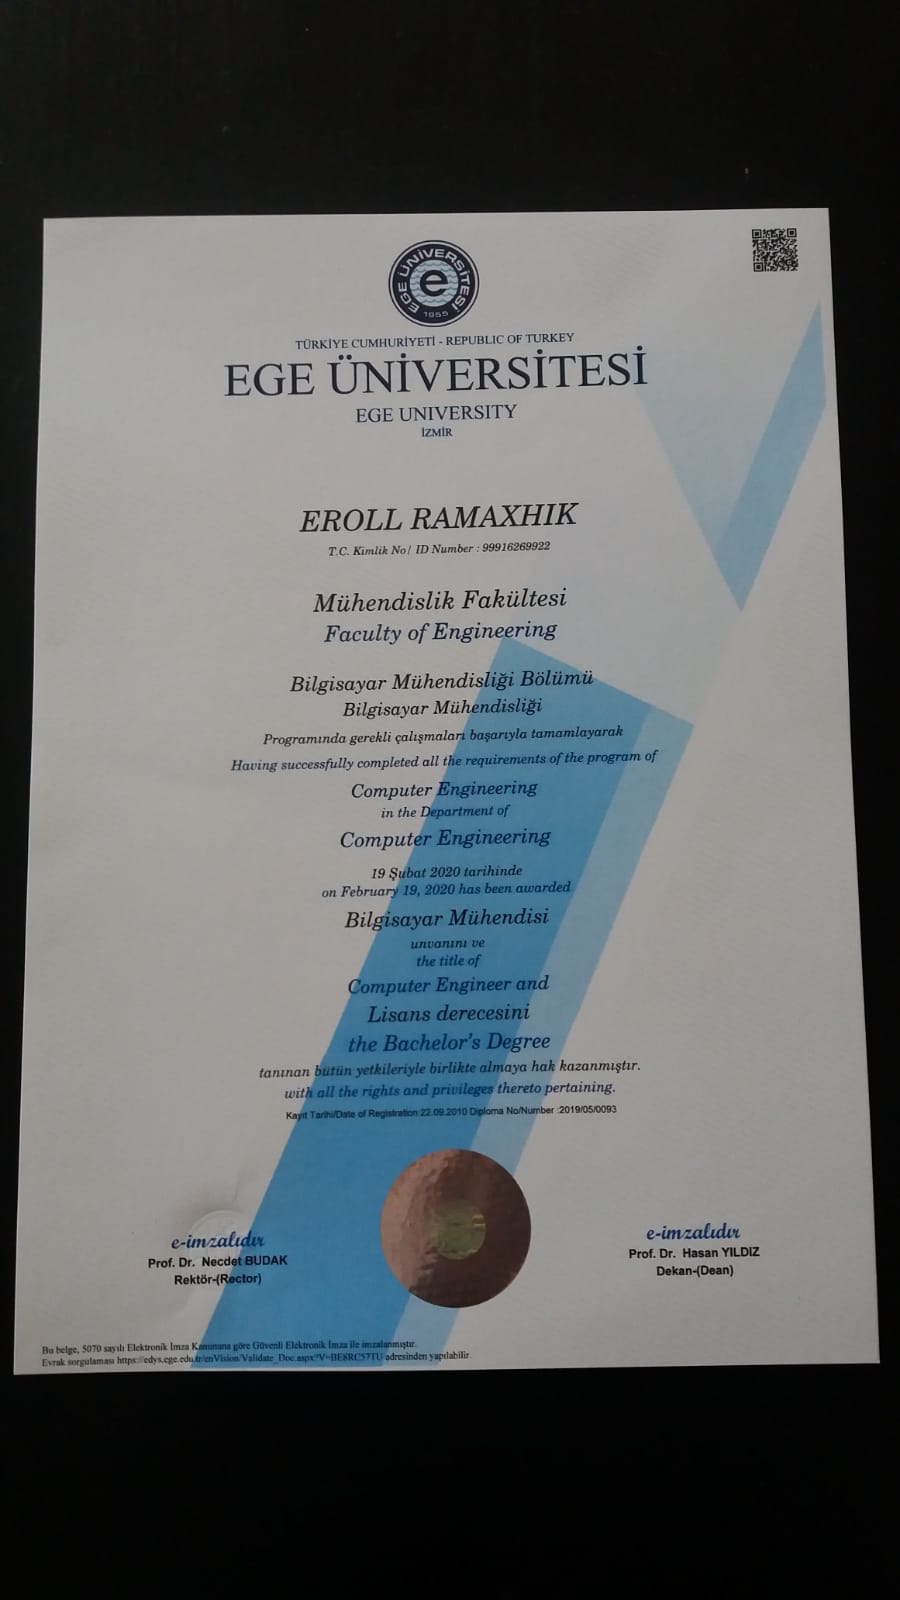 EGE ÜNİVERSİTESİ
e
1955
TÜRKİYE CUMHURİYETİ - REPUBLIC OF TURKEY
EGE ÜNİVERSİTESİ
EGE UNIVERSITY
İZMİR
EROLL RAMAXHIK
T.C. Kimlik No / ID Number : 99916269922
Mühendislik Fakültesi
Faculty of Engineering
Bilgisayar Mühendisliği Bölümü
Bilgisayar Mühendisliği
Programında gerekli çalışmaları başarıyla tamamlayarak
Having successfully completed all the requirements of the program of
Computer Engineering
in the Department of
Computer Engineering
19 Şubat 2020 tarihinde
on February 19, 2020 has been awarded
Bilgisayar Mühendisi
unvanını ve
the title of
Computer Engineer and
Lisans derecesini
the Bachelor's Degree
tanınan bütün yetkileriyle birlikte almaya hak kazanmıştır.
with all the rights and privileges thereto pertaining.
Kayıt Tarihi/Date of Registration:22.09.2010 Diploma No/Number :2019/05/0093
e-imzalıdır
Prof. Dr. Necdet BUDAK
Rektör-(Rector)
e-imzalıdır
Prof. Dr. Hasan YILDIZ
Dekan-(Dean)
Bu belge, 5070 sayılı Elektronik İmza Kanununa göre Güvenli Elektronik İmza ile imzalanmıştır.
Evrak sorgulaması https://edys.ege.edu.tr/enVision/Validate_Doc.aspx?V=BE8RC57TU adresinden yapılabilir.